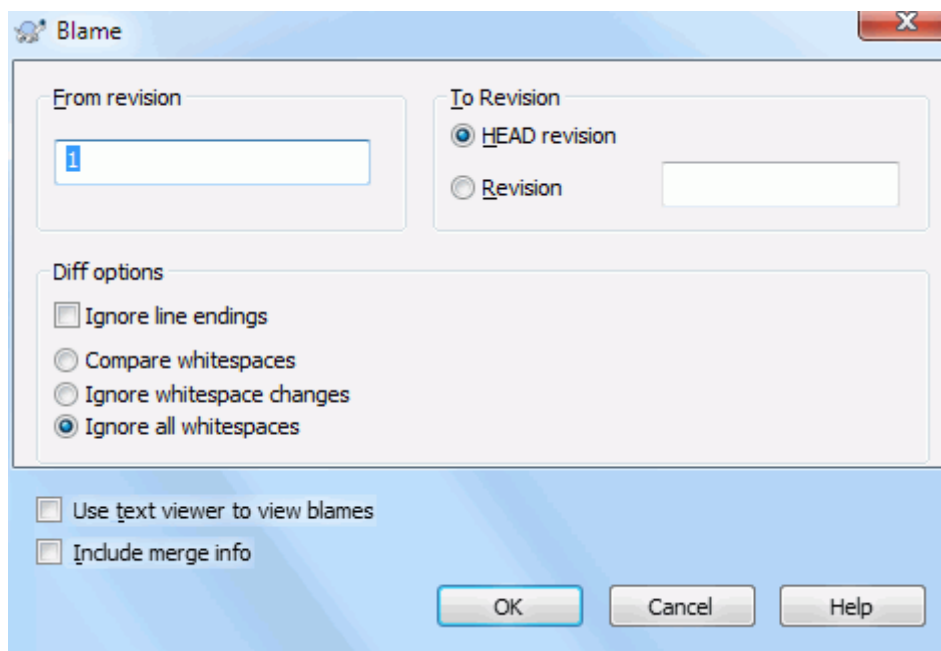 Blame
From revision
1
To Revision
HEAD revision
Revision
Diff options
Ignore line endings
Compare whitespaces
Ignore whitespace changes
Ignore all whitespaces
Use text viewer to view blames
Include merge info
OK Cancel Help